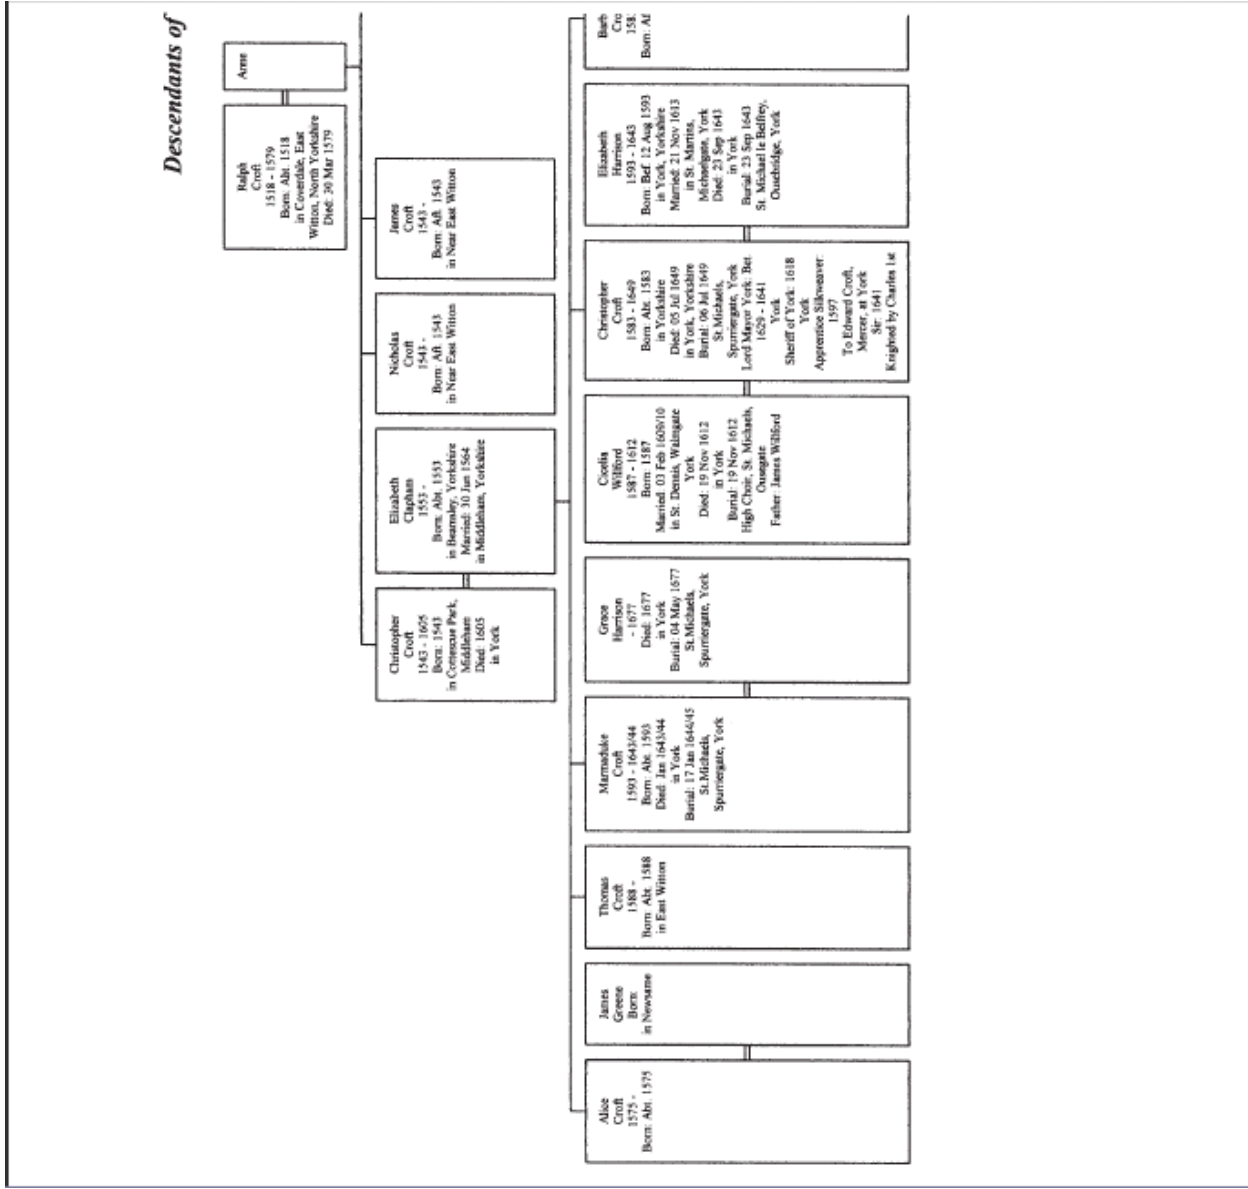 Descendants of
Ralph
Croft
1518 - 1579
Born: Abt. 1518
in Coverdale, East
Witton, North Yorkshire
Died: 30 Mar 1579
Anne
Christopher
Croft
1543 - 1605
Born: 1543
in Cottescue Park,
Middleham
Died: 1605
in York
Elizabeth
Clapham
1553 -
Born: Abt. 1553
in Beamsley, Yorkshire
Married: 30 Jun 1564
in Middleham, Yorkshire
Nicholas
Croft
1543 -
Born: Aft. 1543
in Near East Witton
James
Croft
1543 -
Born: Aft. 1543
in Near East Witton
Alice
Croft
1575 -
Born: Abt. 1575
James
Greene
Born:
in Newsame
Thomas
Croft
1588 -
Born: Abt. 1588
in East Witton
Marmaduke
Croft
1593 - 1643/44
Born: Abt. 1593
Died: Jan 1643/44
in York
Burial: 17 Jan 1644/45
St.Michaels,
Spurriergate, York
Grace
Harrison
- 1677
Died: 1677
in York
Burial: 04 May 1677
St.Michaels,
Spurriergate, York
Cicelia
Willford
1587 - 1612
Born: 1587
Married: 03 Feb 1609/10
in St. Dennis, Walmgate
York
Died: 19 Nov 1612
in York
Burial: 19 Nov 1612
High Choir, St. Michaels,
Ousegate
Father: James Willford
Christopher
Croft
1583 - 1649
Born: Abt. 1583
in Yorkshire
Died: 05 Jul 1649
in York, Yorkshire
Burial: 06 Jul 1649
St.Michaels,
Spurriergate, York
Lord Mayor York: Bet.
1629 - 1641
York
Sheriff of York: 1618
York
Apprentice Silkweaver:
1597
To Edward Croft,
Mercer, at York
Sir: 1641
Knighted by Charles 1st
Elizabeth
Harrison
1593 - 1643
Born: Bef. 12 Aug 1593
in York, Yorkshire
Married: 21 Nov 1613
in St. Martins,
Michaelgate, York
Died: 23 Sep 1643
in York
Burial: 23 Sep 1643
St. Michael le Belfrey,
Ousebridge, York
Barb
Cro
158
Born: Af